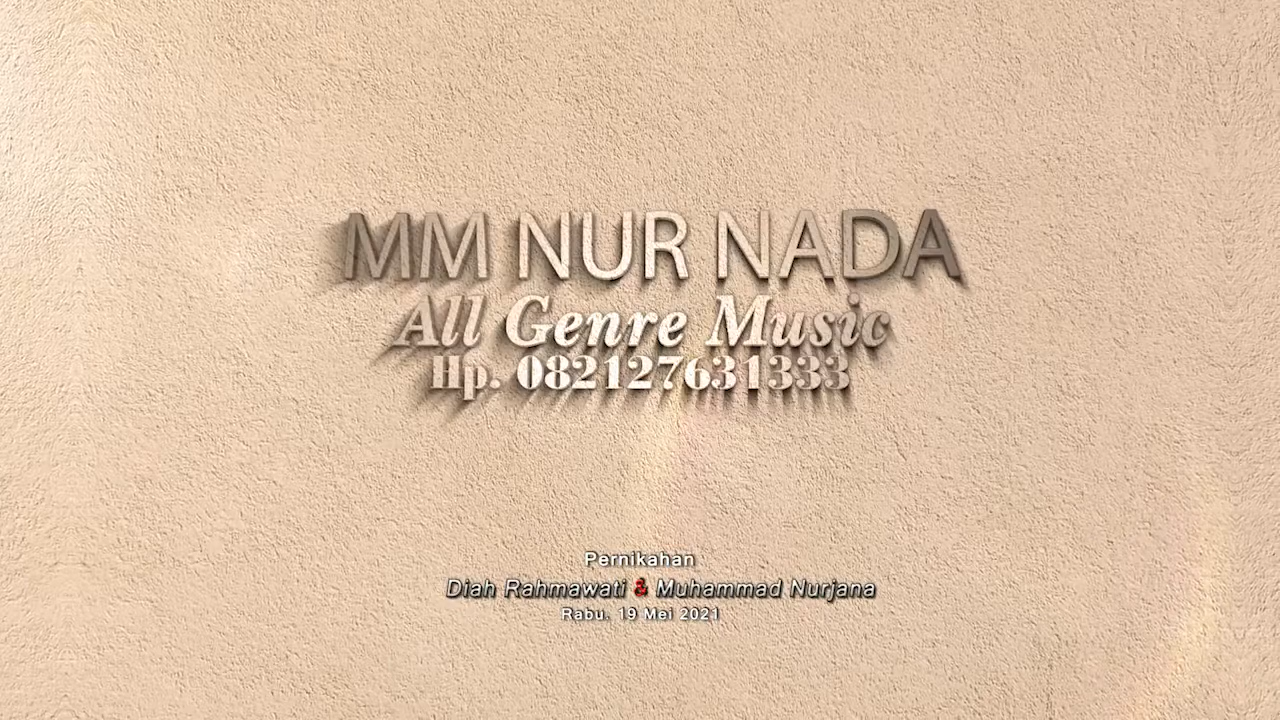 MM NUR NADA
All Genre Music
Hp. 082127631333
Pernikahan
Diah Rahmawati & Muhammad Nurjana
Rabu. 19 Mei 2021